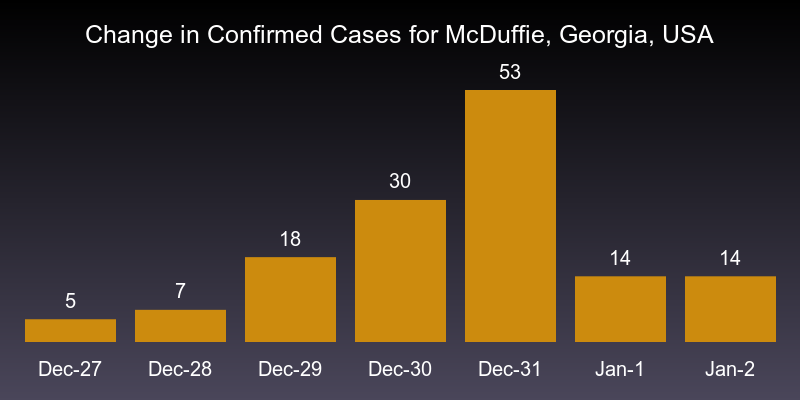 Change in Confirmed Cases for McDuffie, Georgia, USA
53
30
18
14
14
7
5
Dec-27
Dec-28
Dec-29
Dec-30
Dec-31
Jan-1
Jan-2